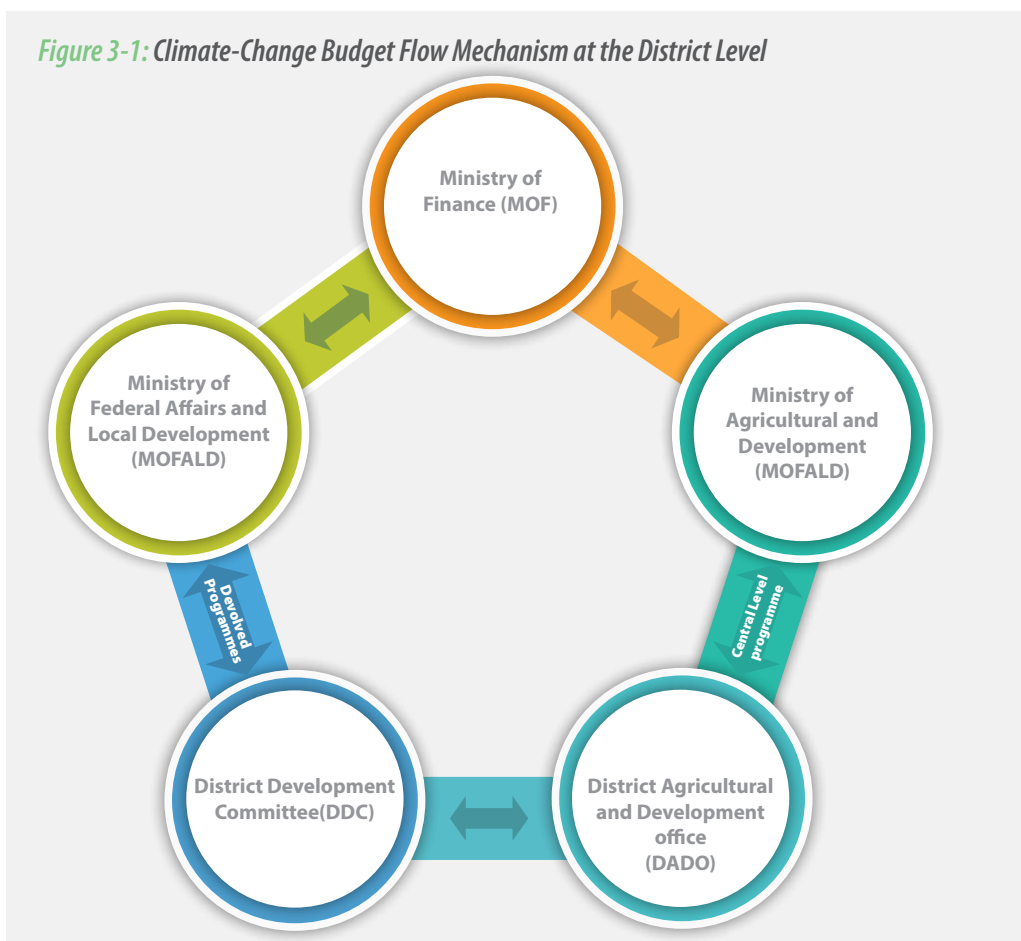 Figure 3-1: Climate-Change Budget Flow Mechanism at the District Level
Ministry of
Finance (MOF)
Ministry of
Federal Affairs and
Local Development
(MOFALD)
Ministry of
Agricultural and
Development
(MOFALD)
Devolved
Programmes
Central Level
programme
District Development
Committee(DDC)
District Agricultural
and Development
office
(DADO)